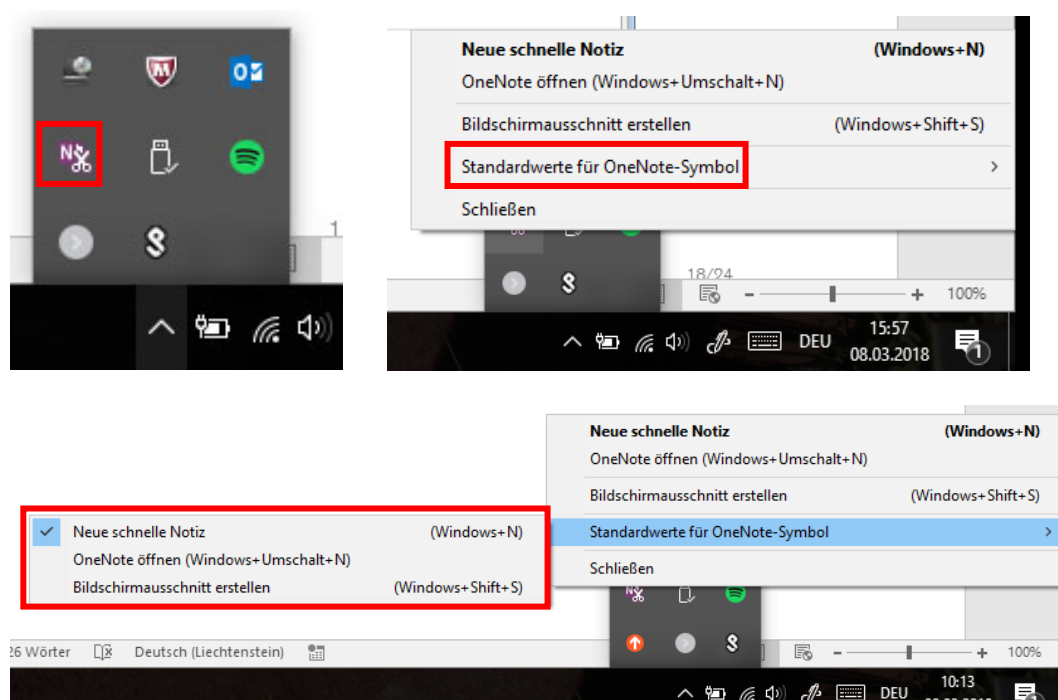 Neue schnelle Notiz (Windows+N)
OneNote öffnen (Windows+Umschalt+N)
Bildschirmausschnitt erstellen (Windows+Shift+S)
Standardwerte für OneNote-Symbol
Schließen
1
18/24
100%
DEU
15:57
08.03.2018
1
Neue schnelle Notiz (Windows+N)
OneNote öffnen (Windows+Umschalt+N)
Bildschirmausschnitt erstellen (Windows+Shift+S)
Standardwerte für OneNote-Symbol
Schließen
Neue schnelle Notiz (Windows+N)
OneNote öffnen (Windows+Umschalt+N)
Bildschirmausschnitt erstellen (Windows+Shift+S)
26 Wörter Deutsch (Liechtenstein) 100%
DEU 10:13